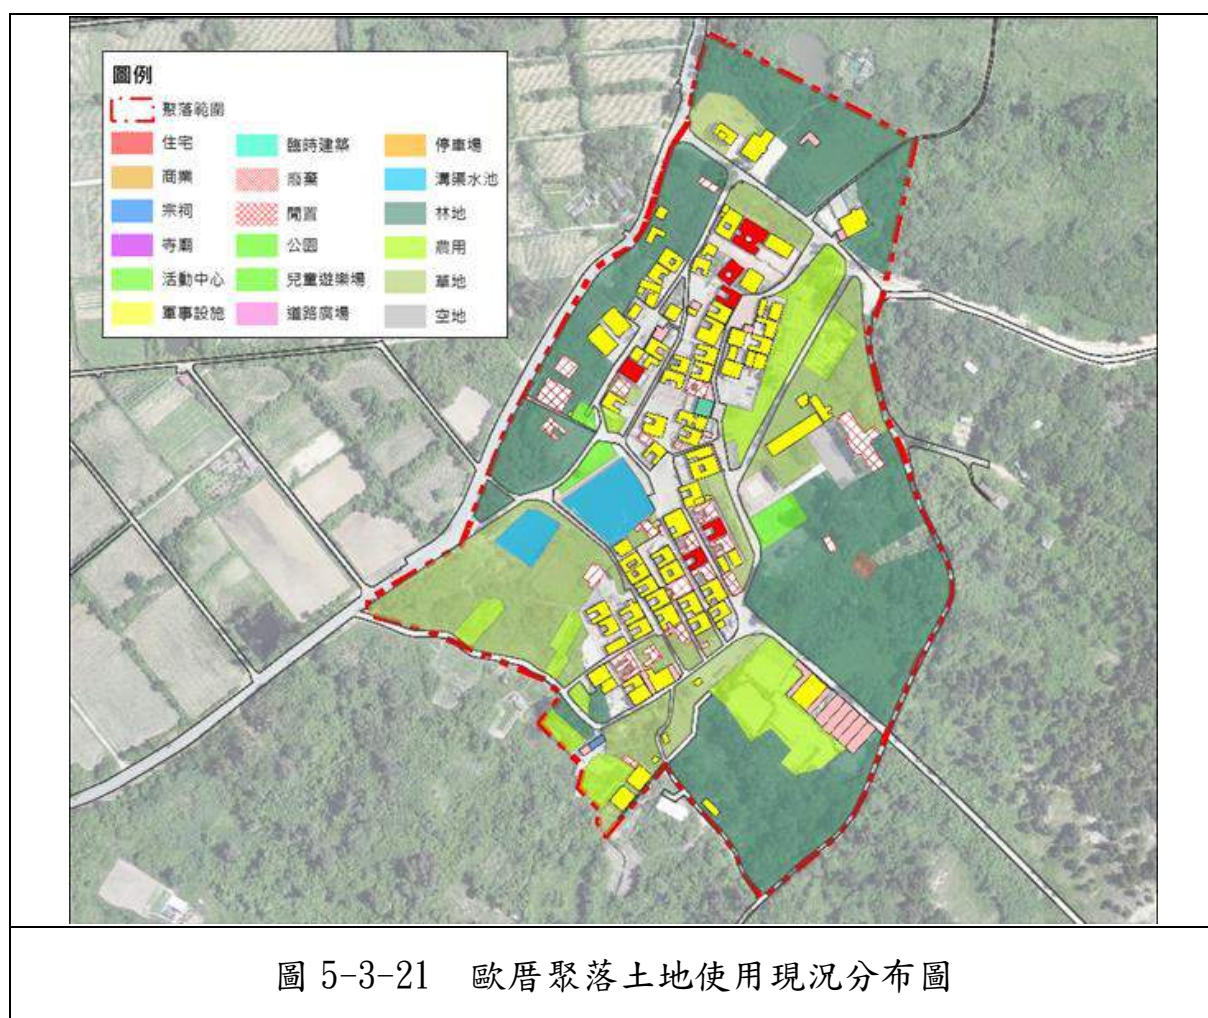 圖例
聚落範圍
住宅 臨時建築 停車場
商業 廢棄 溝渠水池
宗祠 閒置 林地
寺廟 公園 農用
活動中心 兒童遊樂場 草地
軍事設施 道路廣場 空地
圖 5-3-21 歐厝聚落土地使用現況分布圖